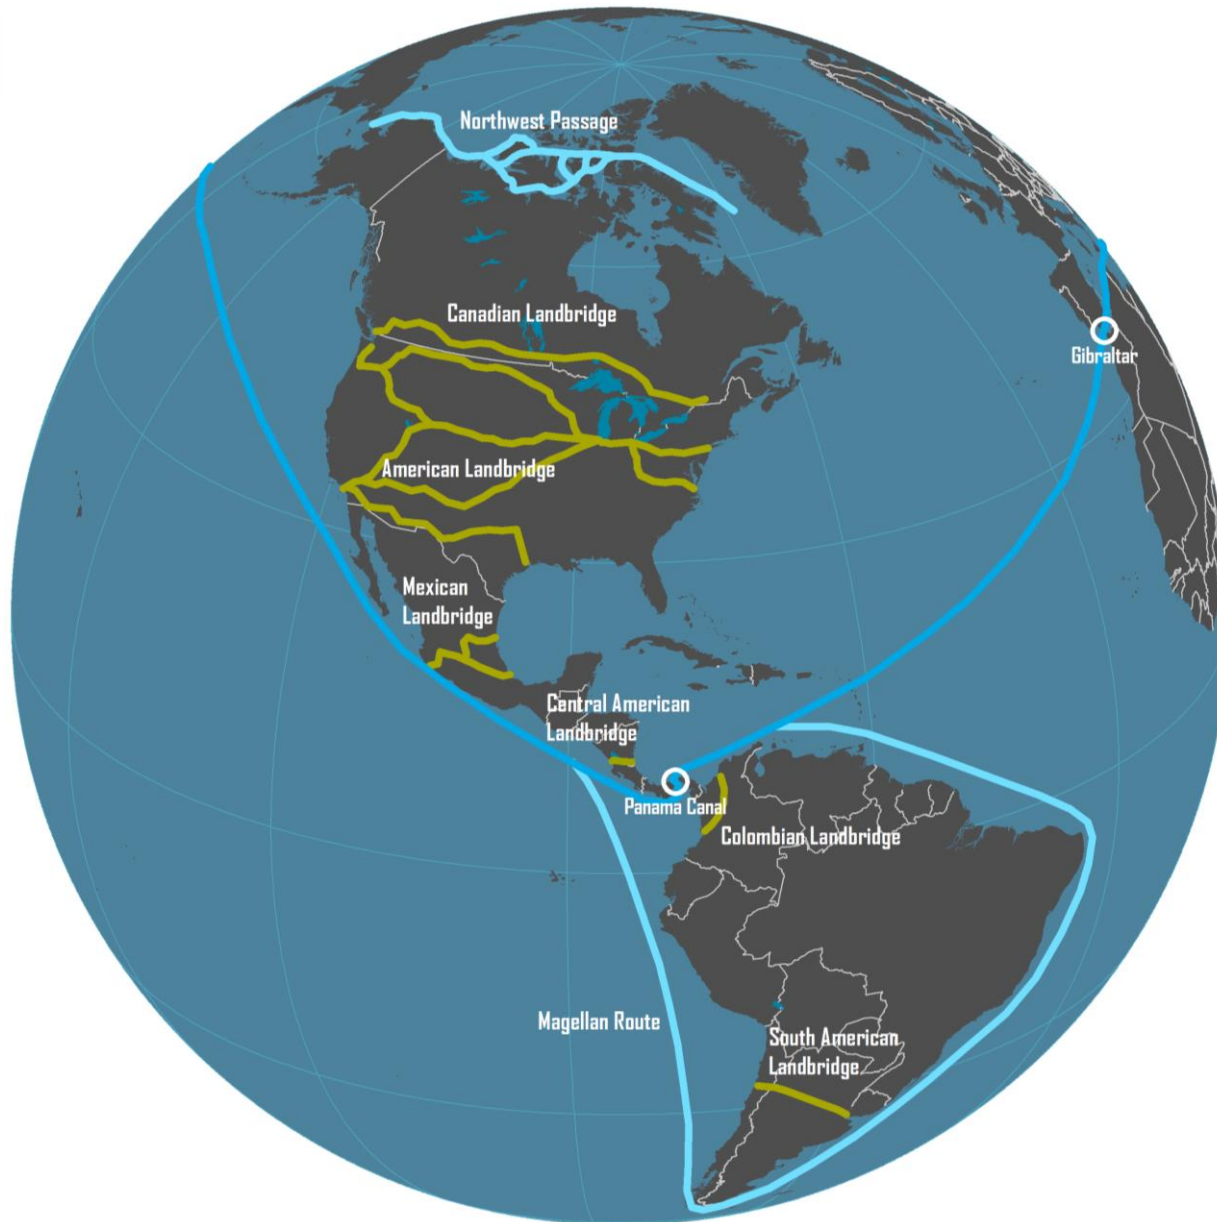 Northwest Passage
Canadian Landbridge
Gibraltar
American Landbridge
Mexican
Landbridge
Central American
Landbridge
Panama Canal
Colombian Landbridge
Magellan Route
South American
Landbridge